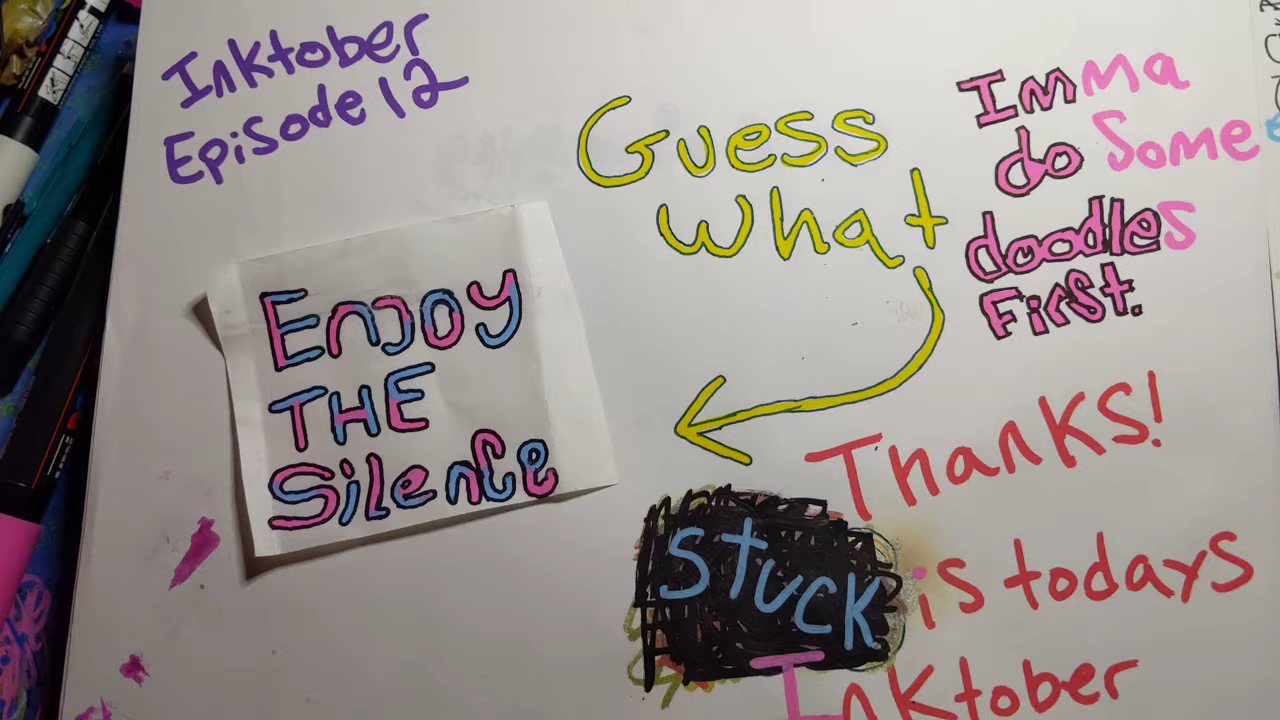 Inktober
Episode 12
Guess
What
Imma
do Some
doodles
First.
Enjoy
THE
Silence
Thanks!
STUCK is todays
Inktober